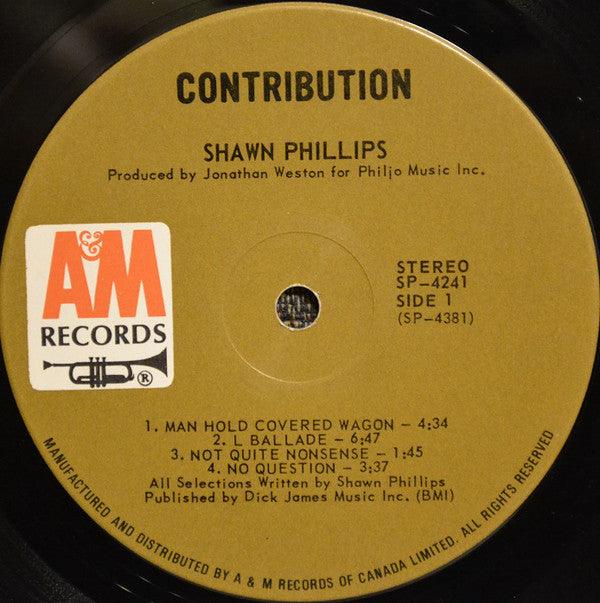 CONTRIBUTION
SHAWN PHILLIPS
Produced by Jonathan Weston for Philjo Music Inc.
A&M
RECORDS
®
STEREO
SP-4241
SIDE 1
(SP-4381)
1. MAN HOLD COVERED WAGON – 4:34
2. L BALLADE – 6:47
3. NOT QUITE NONSENSE – 1:45
4. NO QUESTION – 3:37
All Selections Written by Shawn Phillips
Published by Dick James Music Inc. (BMI)
MANUFACTURED AND DISTRIBUTED BY A & M RECORDS OF CANADA LIMITED. ALL RIGHTS RESERVED